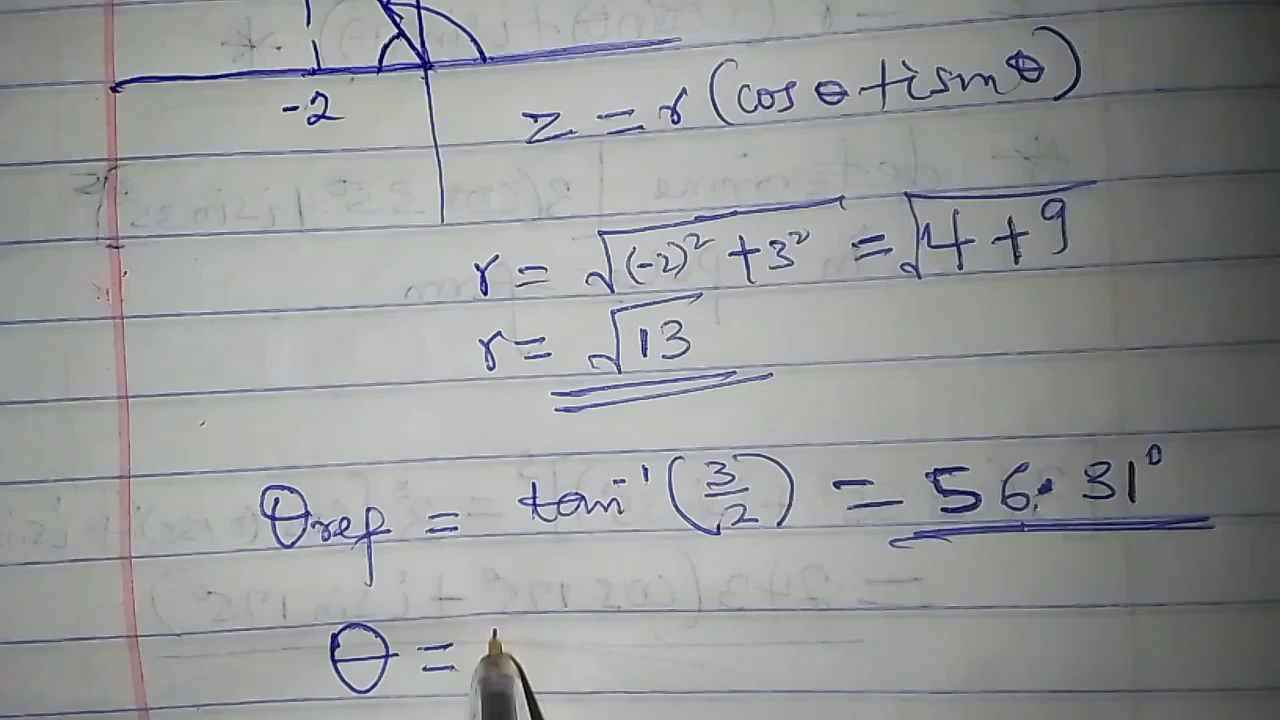 -2
z = r (cos θ + i sin θ)
r = √(-2)² + 3² = √4 + 9
r = √13
θref = tan⁻¹ (3/2) = 56.31°
θ =